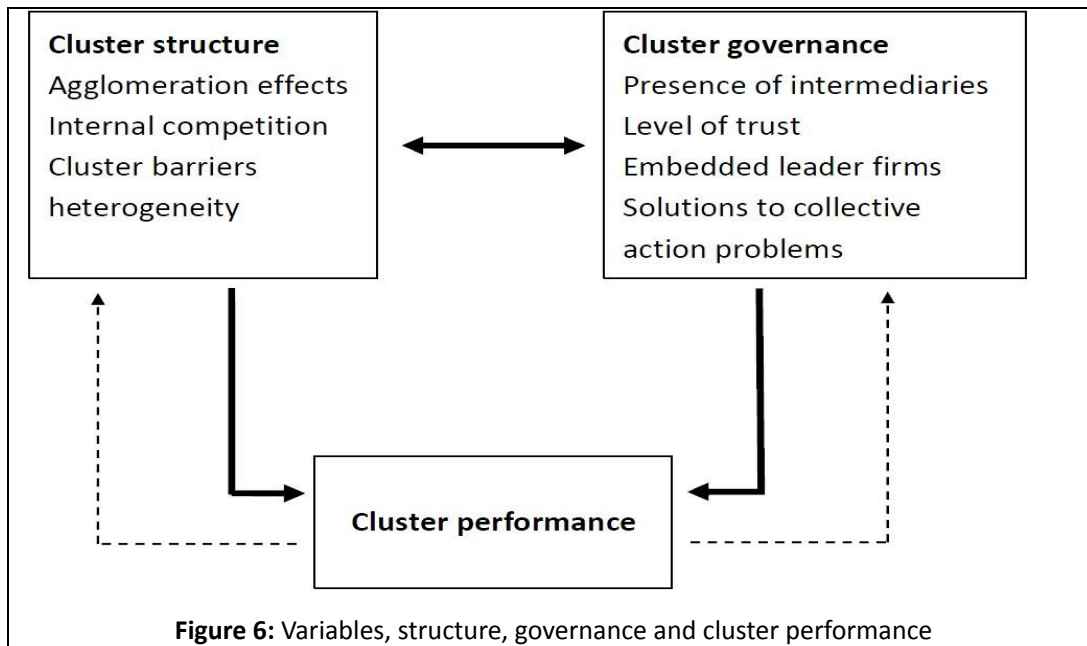 Cluster structure
Agglomeration effects
Internal competition
Cluster barriers
heterogeneity
Cluster governance
Presence of intermediaries
Level of trust
Embedded leader firms
Solutions to collective
action problems
Cluster performance
Figure 6: Variables, structure, governance and cluster performance